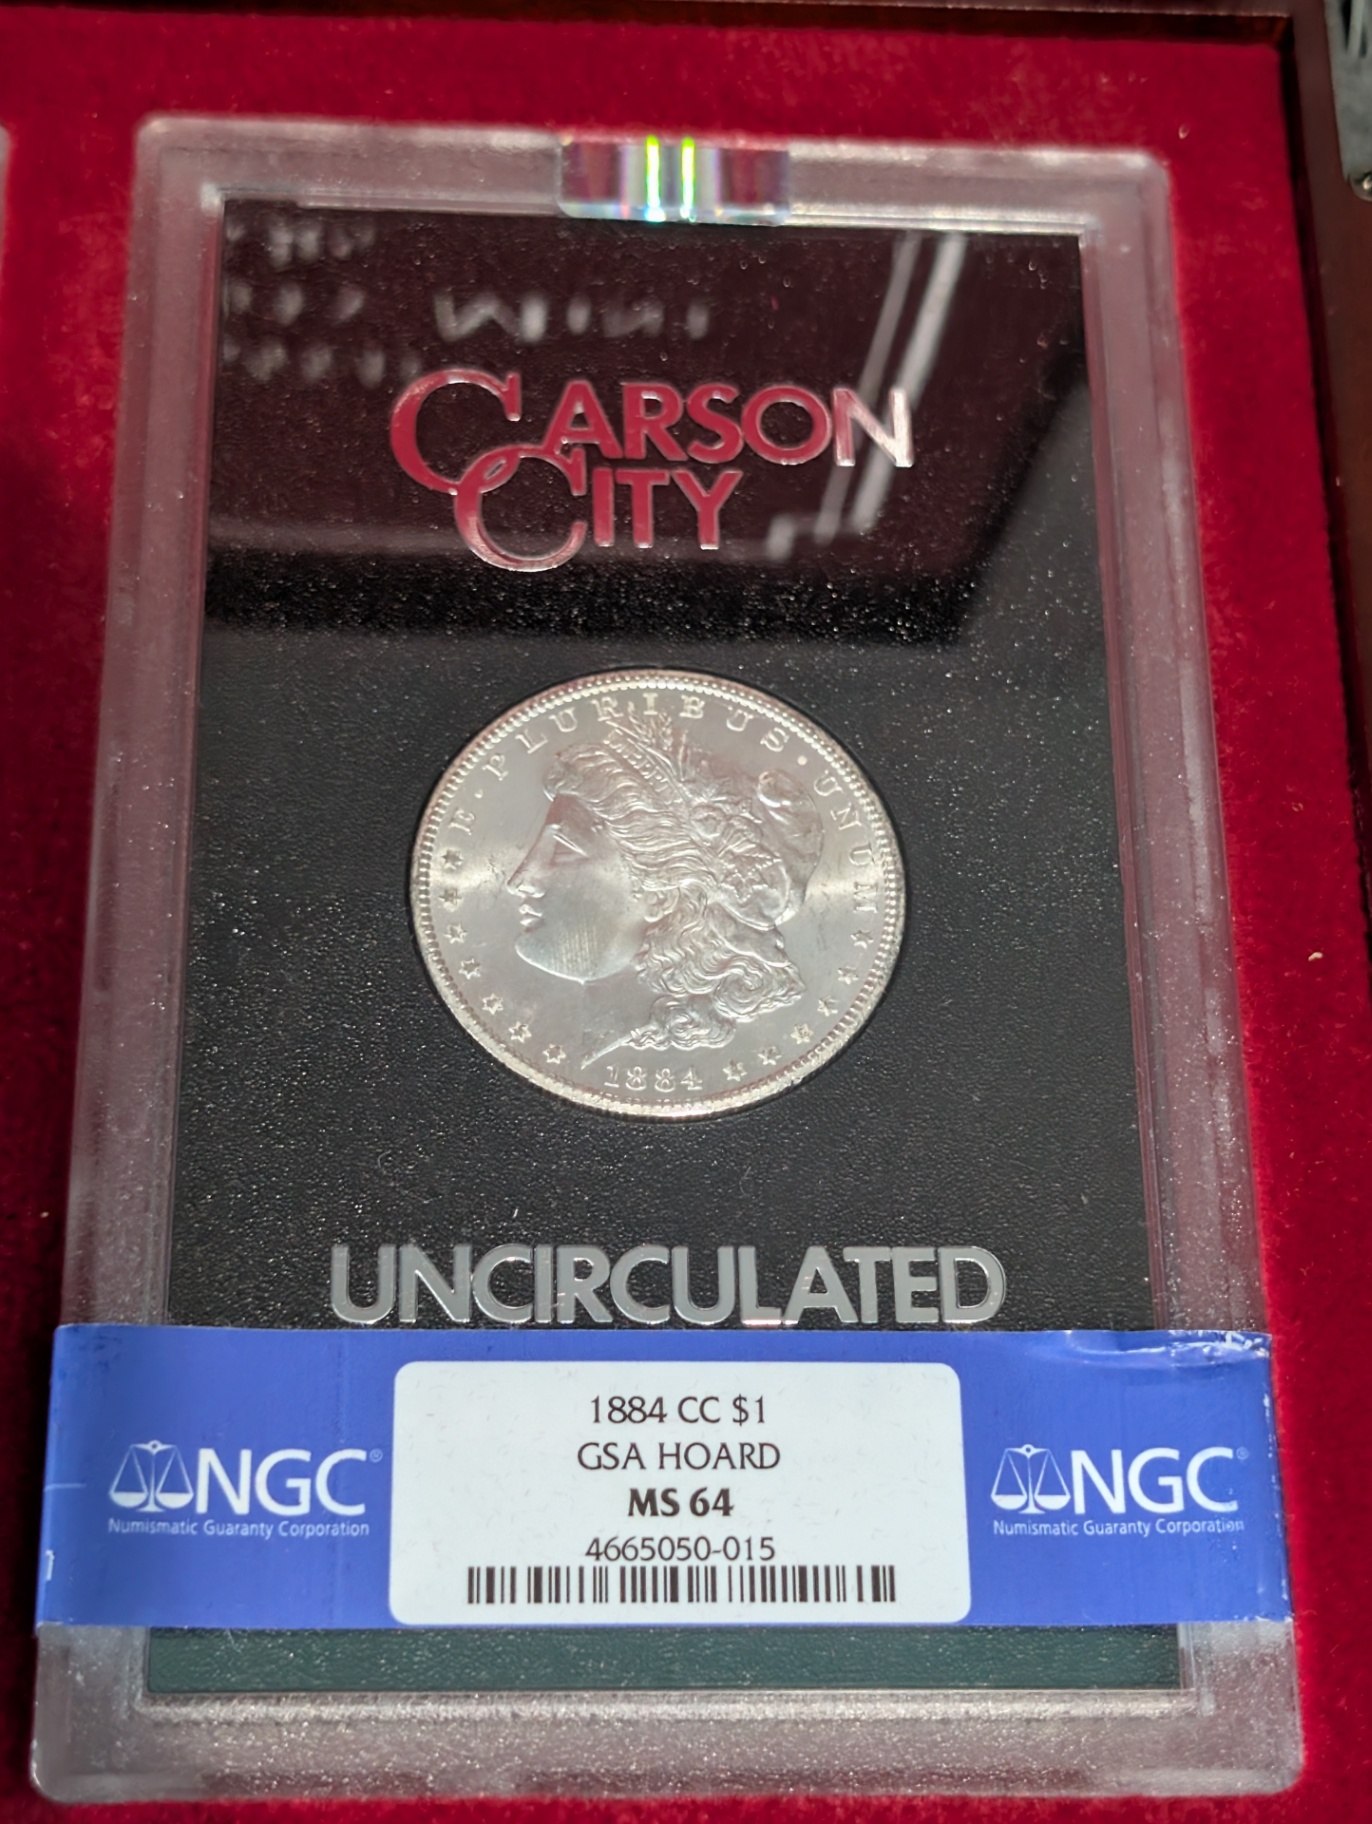 CARSON
CITY
E · PLURIBUS · UNUM
1884
UNCIRCULATED
1884 CC $1
GSA HOARD
MS 64
4665050-015
NGC®
Numismatic Guaranty Corporation
NGC®
Numismatic Guaranty Corporation